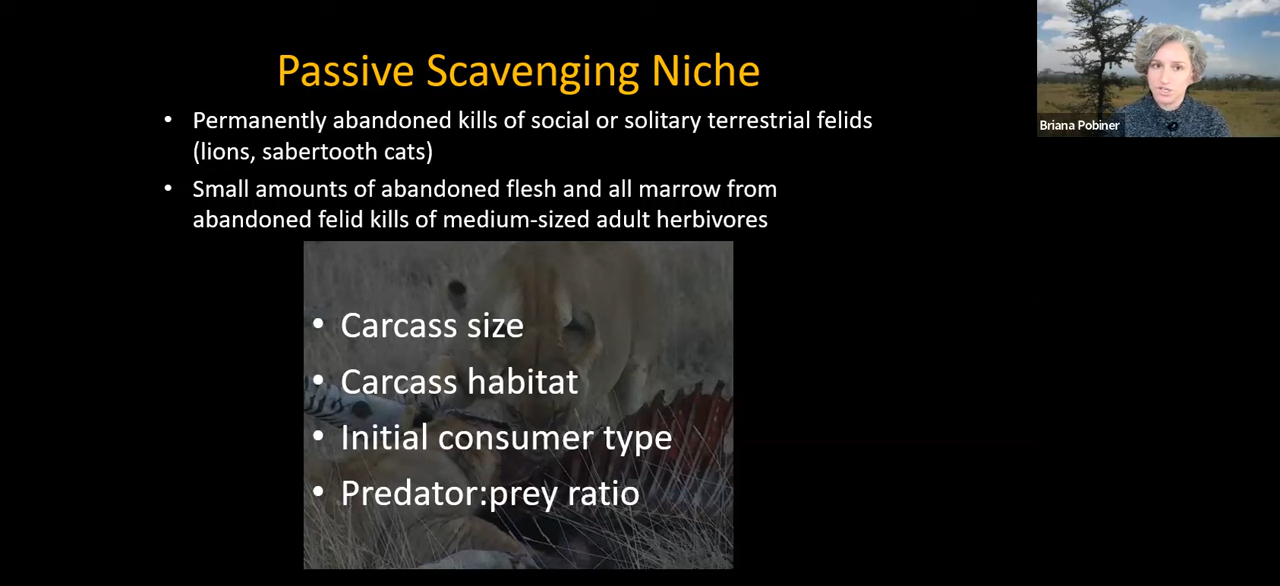 Passive Scavenging Niche
• Permanently abandoned kills of social or solitary terrestrial felids
(lions, sabertooth cats)
• Small amounts of abandoned flesh and all marrow from
abandoned felid kills of medium-sized adult herbivores
• Carcass size
• Carcass habitat
• Initial consumer type
• Predator:prey ratio
Briana Pobiner